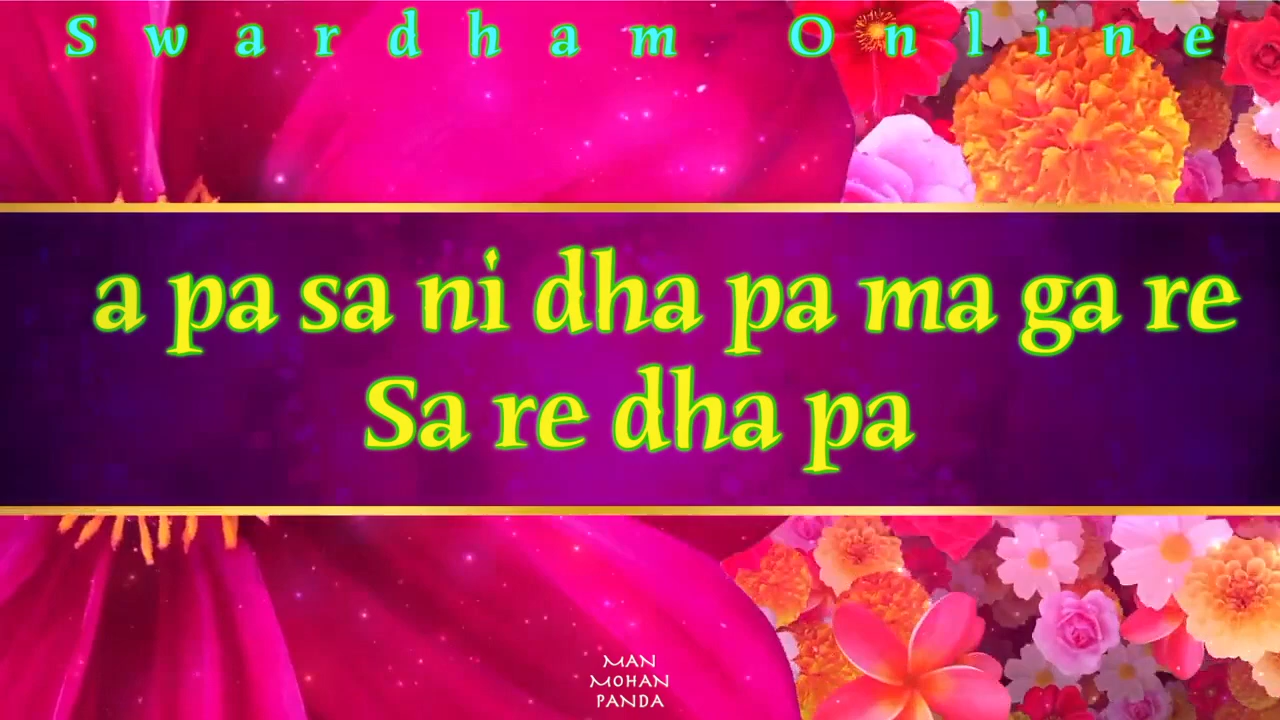 Swardham Online
a pa sa ni dha pa ma ga re
Sa re dha pa
MAN
MOHAN
PANDA